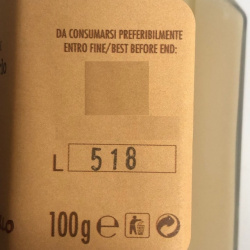 DA CONSUMARSI PREFERIBILMENTE
ENTRO FINE/BEST BEFORE END:
L 518
100g ℮